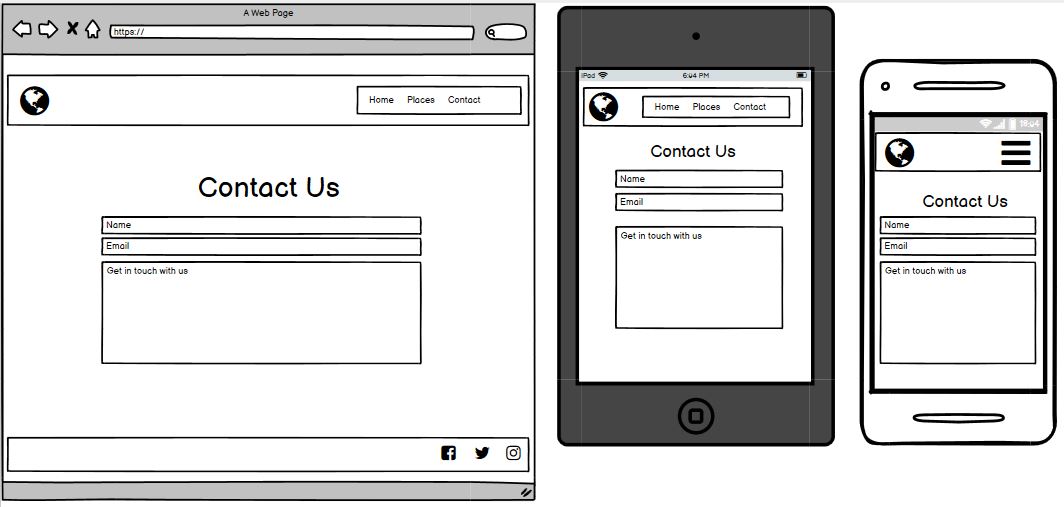 A Web Page
https://
Home Places Contact
Contact Us
Name
Email
Get in touch with us
iPad 6:04 PM
Home Places Contact
Contact Us
Name
Email
Get in touch with us
18:04
Contact Us
Name
Email
Get in touch with us